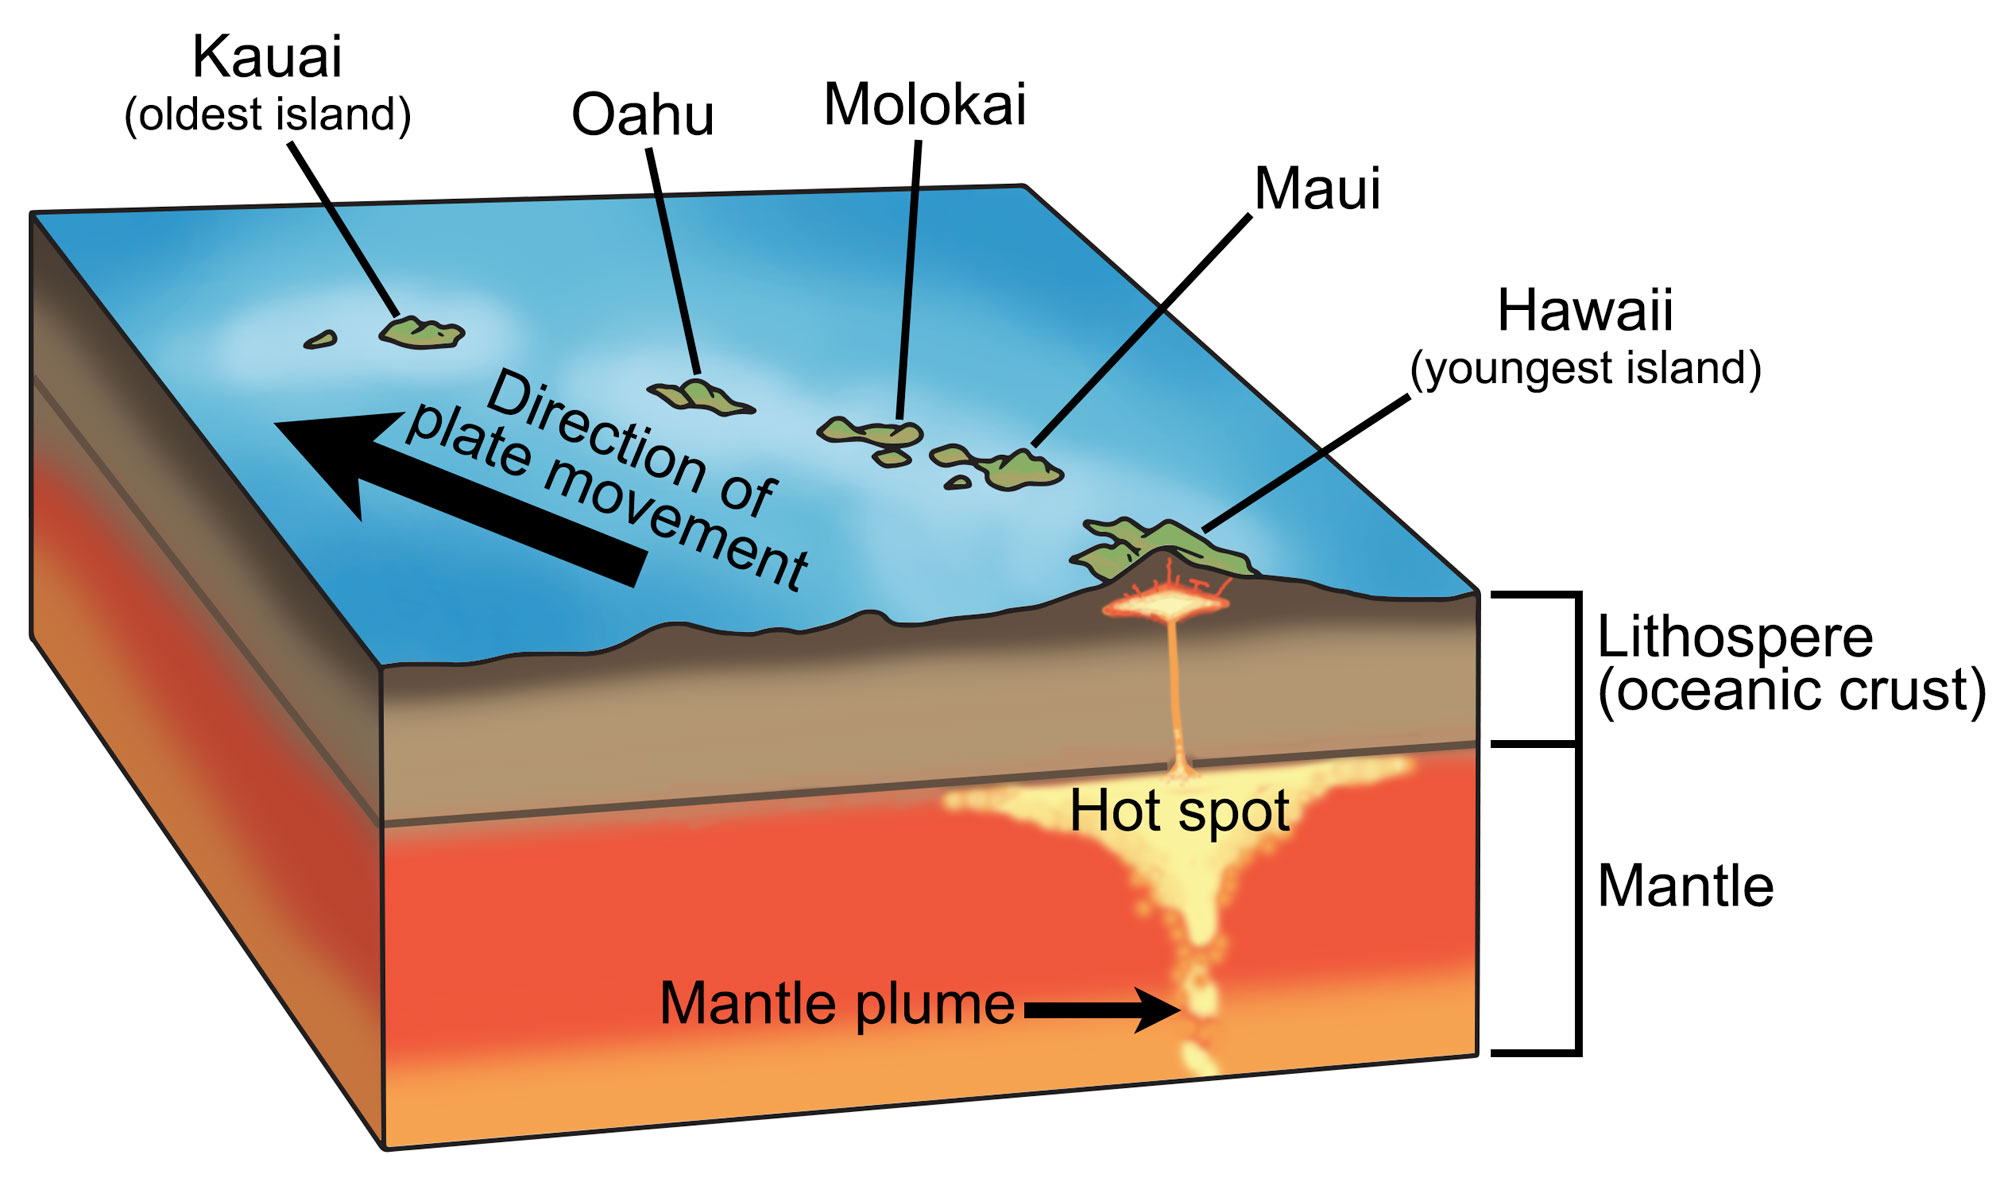 Kauai
(oldest island)
Oahu
Molokai
Maui
Hawaii
(youngest island)
Direction of
plate movement
Lithospere
(oceanic crust)
Hot spot
Mantle
Mantle plume